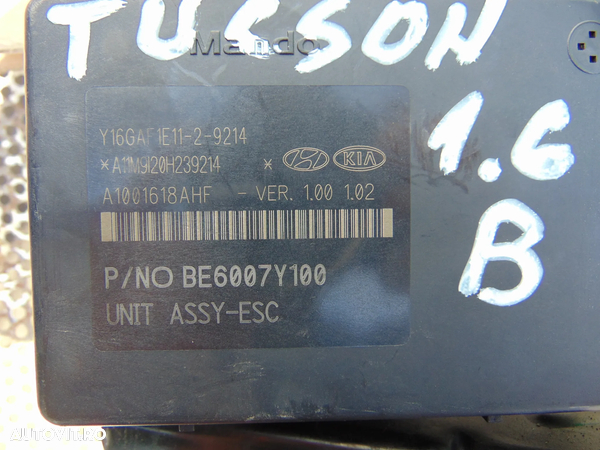 TUCSON
Mando
Y16GAF1E11-2-9214
*A11M9I20H239214 * KIA
A1001618AHF - VER. 1.00 1.02
1.6
B
P/NO BE6007Y100
UNIT ASSY-ESC
AUTOVIT.RO